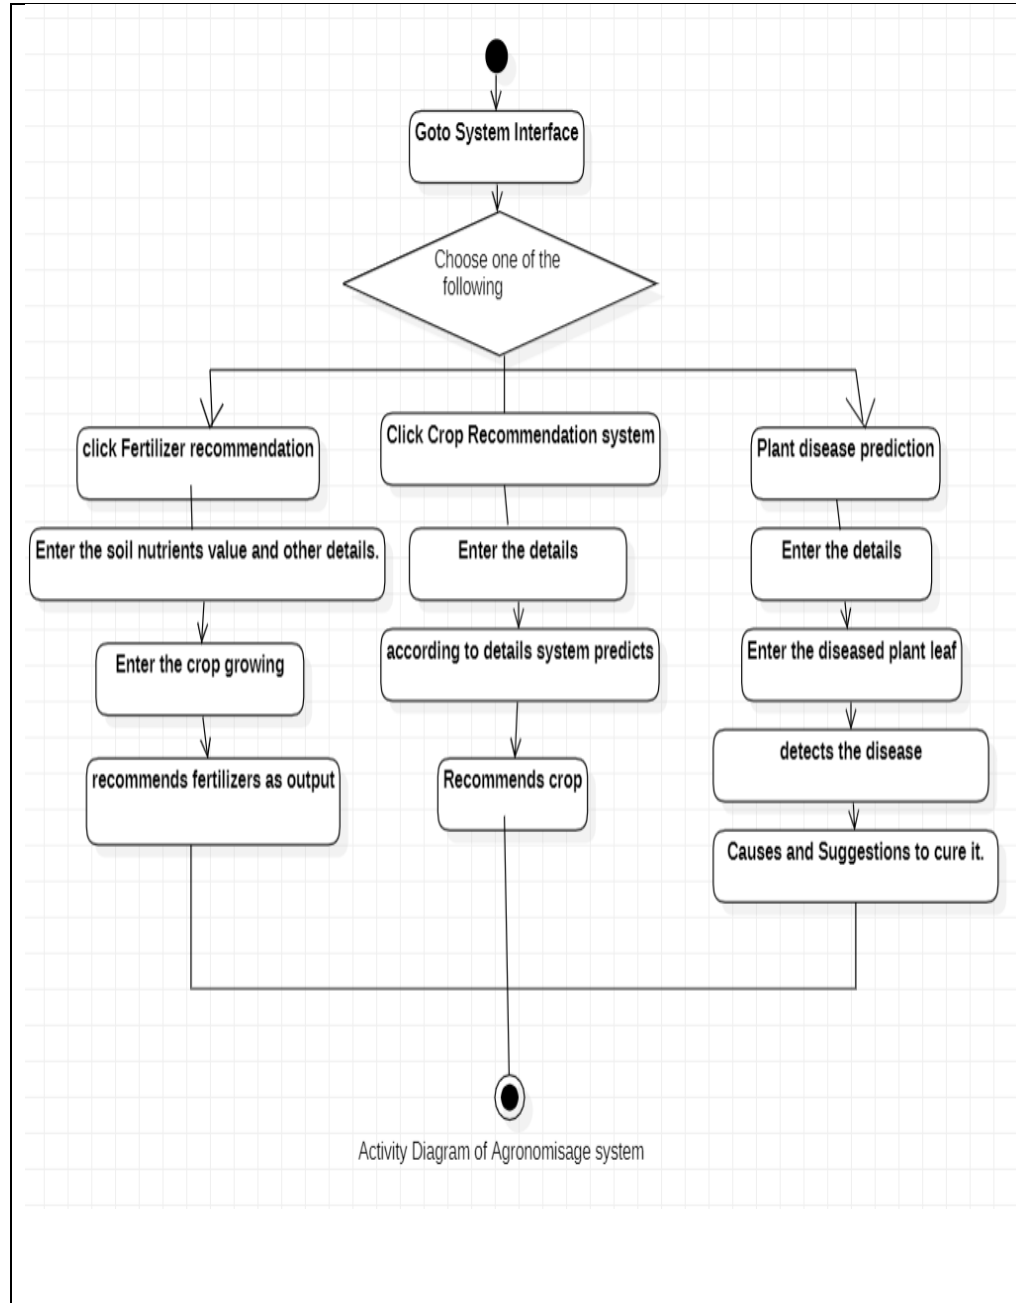 Goto System Interface
Choose one of the
following
click Fertilizer recommendation
Enter the soil nutrients value and other details.
Enter the crop growing
recommends fertilizers as output
Click Crop Recommendation system
Enter the details
according to details system predicts
Recommends crop
Plant disease prediction
Enter the details
Enter the diseased plant leaf
detects the disease
Causes and Suggestions to cure it.
Activity Diagram of Agronomisage system